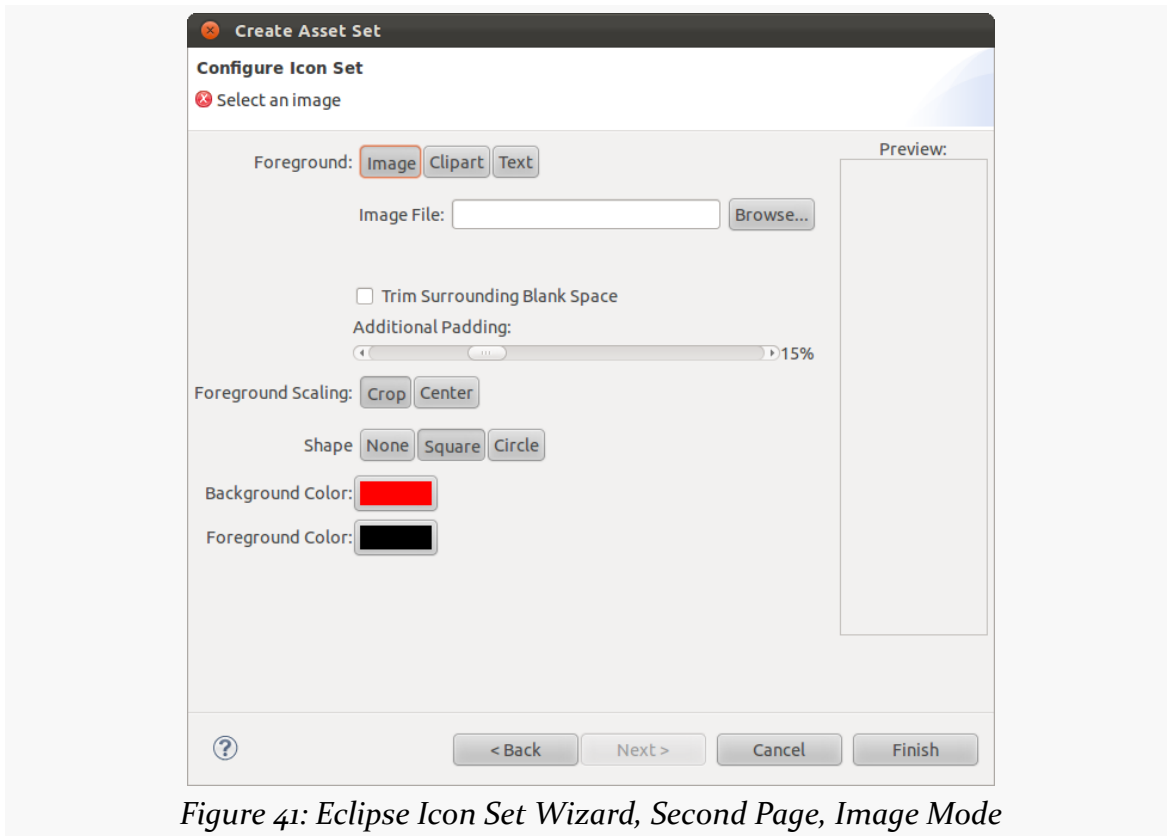 Create Asset Set
Configure Icon Set
Select an image
Preview:
Foreground: Image Clipart Text
Image File: Browse...
Trim Surrounding Blank Space
Additional Padding:
15%
Foreground Scaling: Crop Center
Shape None Square Circle
Background Color:
Foreground Color:
? < Back Next > Cancel Finish
Figure 41: Eclipse Icon Set Wizard, Second Page, Image Mode